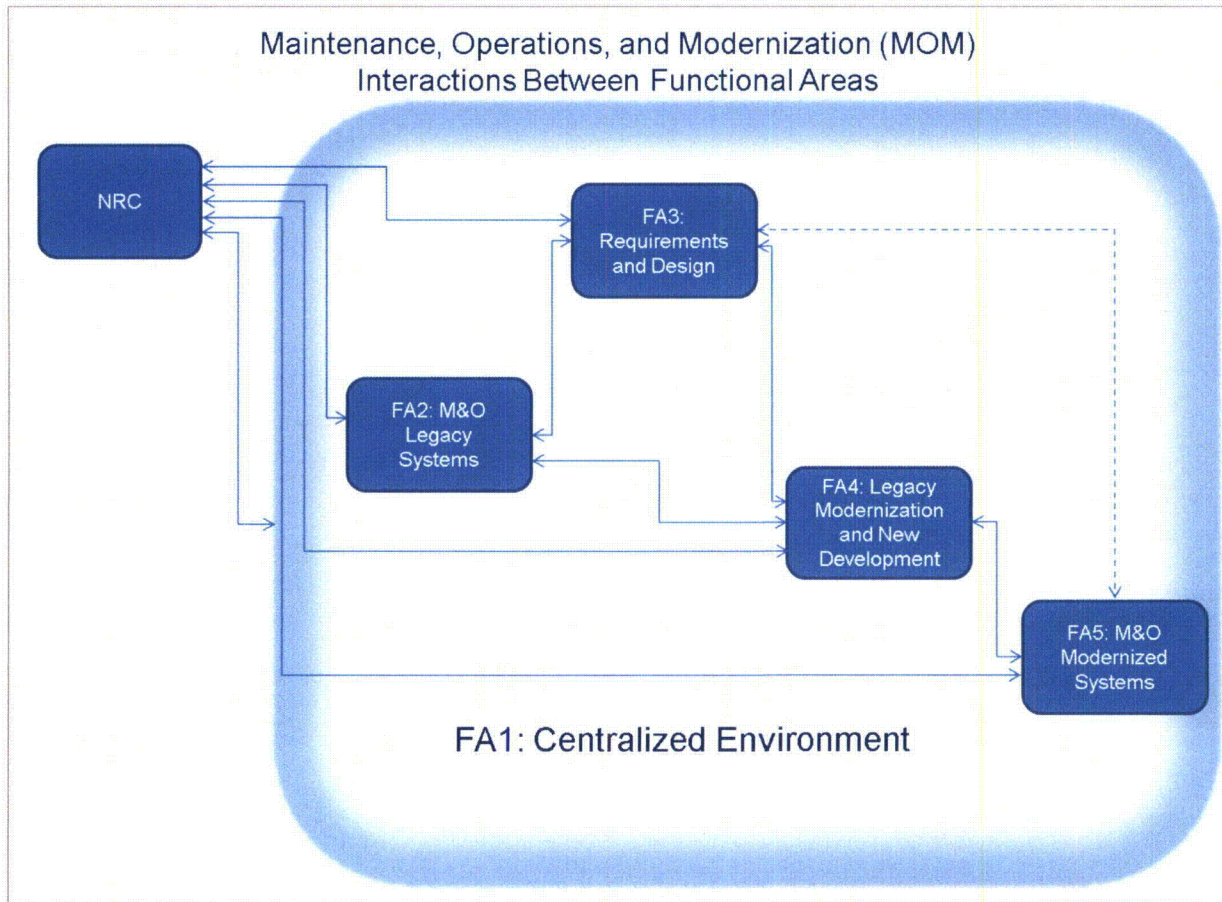 Maintenance, Operations, and Modernization (MOM)
Interactions Between Functional Areas
NRC
FA3:
Requirements
and Design
FA2: M&O
Legacy
Systems
FA4: Legacy
Modernization
and New
Development
FA5: M&O
Modernized
Systems
FA1: Centralized Environment